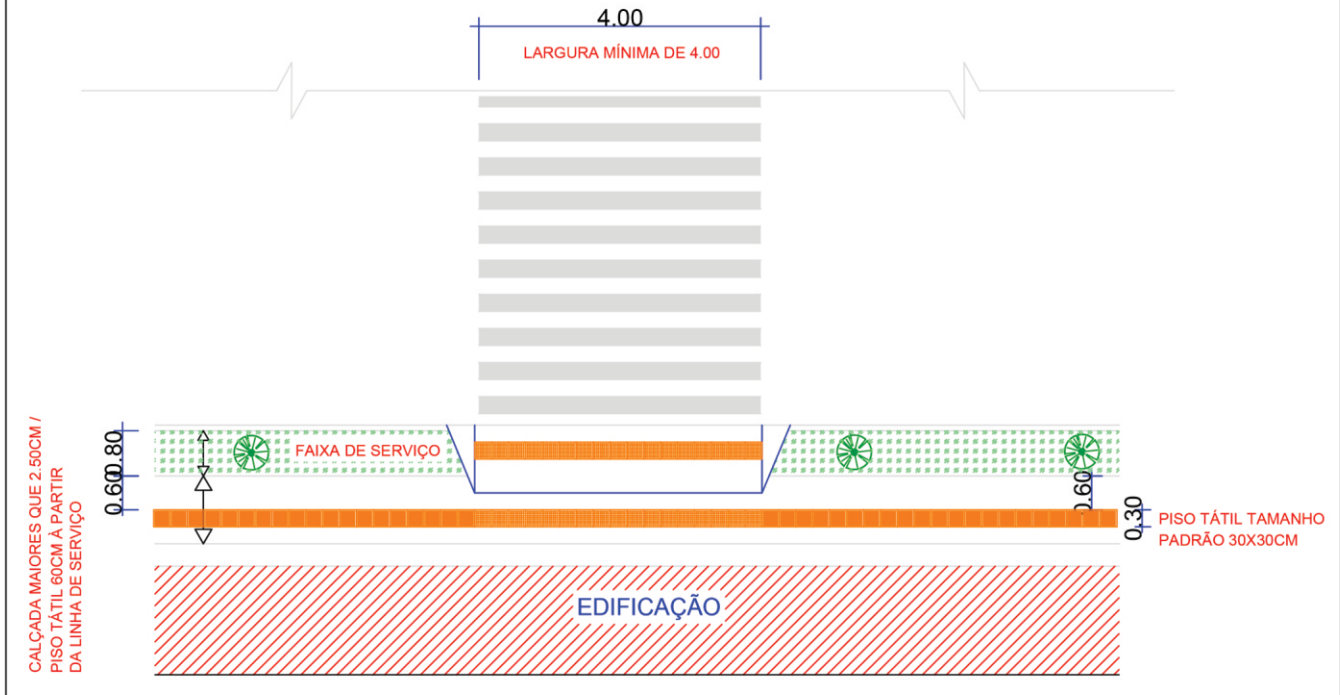 4.00
LARGURA MÍNIMA DE 4.00
CALÇADA MAIORES QUE 2.50CM /
PISO TÁTIL 60CM À PARTIR
DA LINHA DE SERVIÇO
0.80
0.60
FAIXA DE SERVIÇO
0.60
0.30
PISO TÁTIL TAMANHO
PADRÃO 30X30CM
EDIFICAÇÃO